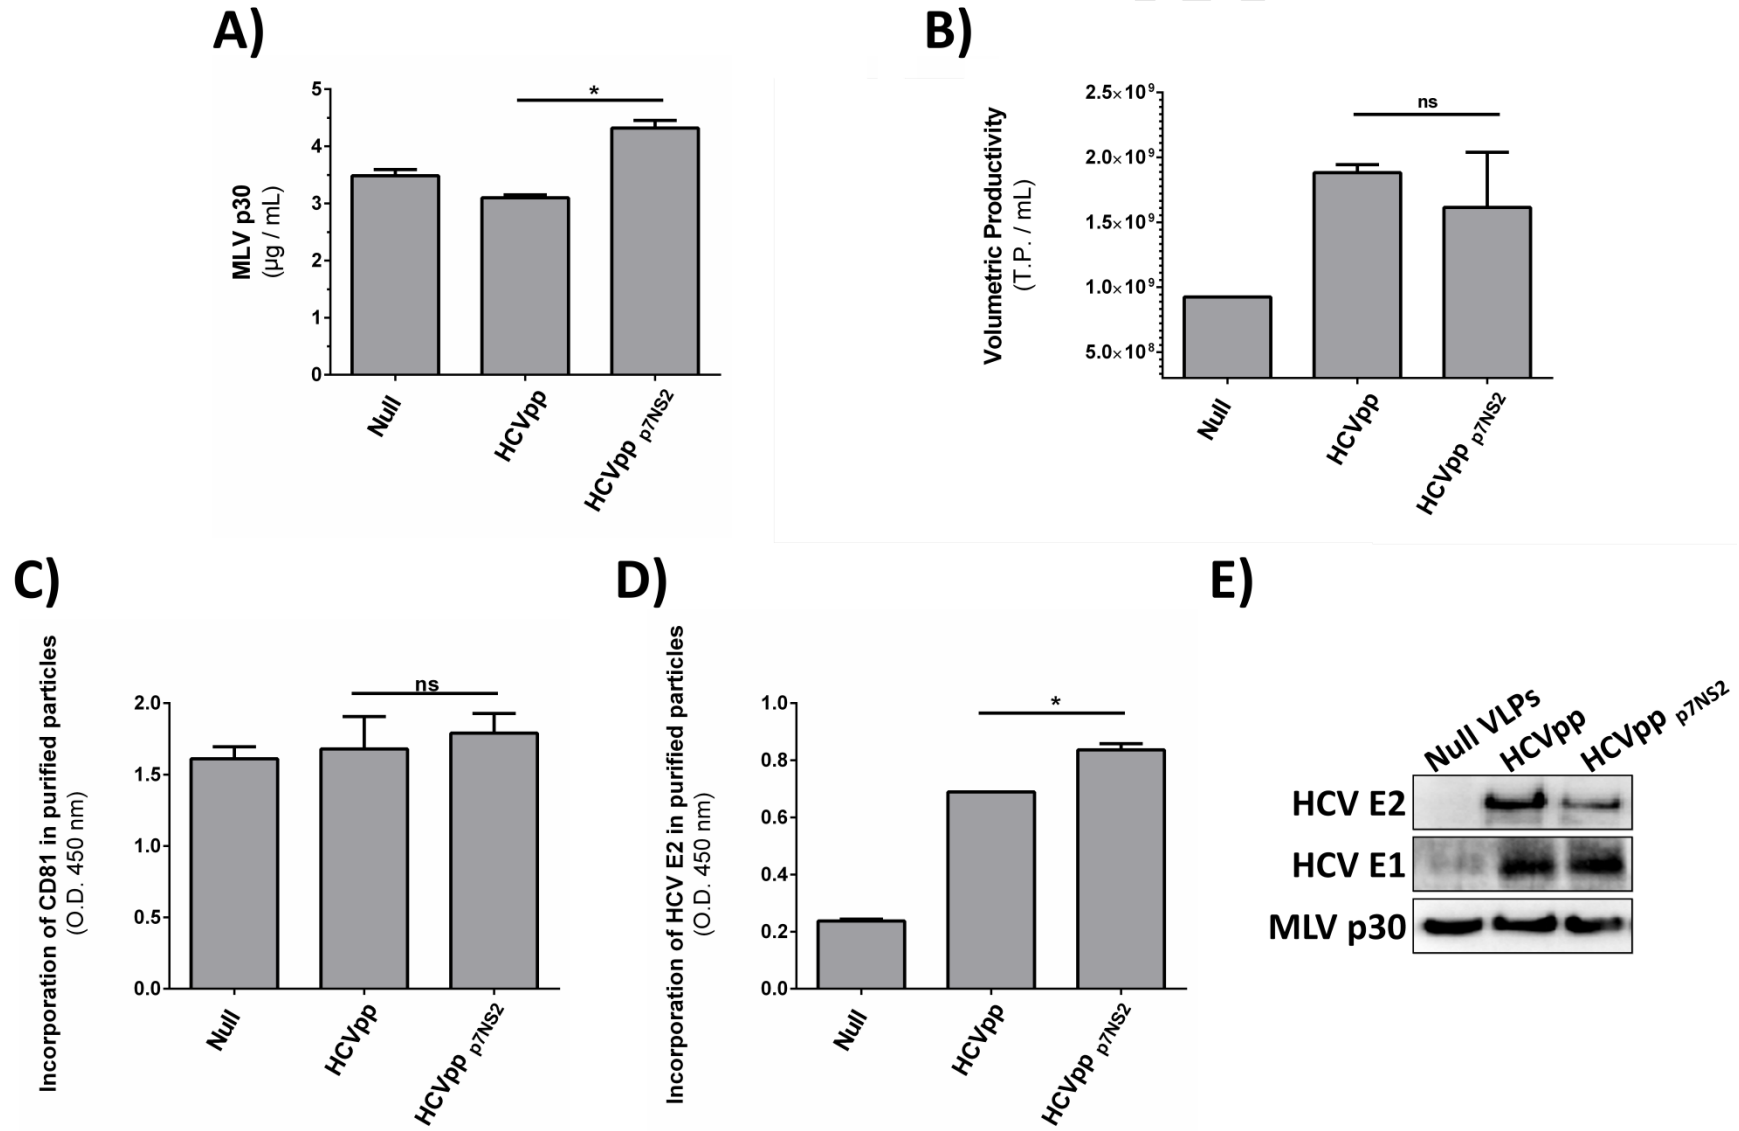 A)
MLV p30
(µg / mL)
5
4
3
2
1
0
*
Null
HCVpp
HCVpp p7NS2
B)
Volumetric Productivity
(T.P. / mL)
2.5×10⁹
2.0×10⁹
1.5×10⁹
1.0×10⁹
5.0×10⁸
ns
Null
HCVpp
HCVpp p7NS2
C)
Incorporation of CD81 in purified particles
(O.D. 450 nm)
2.0
1.5
1.0
0.5
0.0
ns
Null
HCVpp
HCVpp p7NS2
D)
Incorporation of HCV E2 in purified particles
(O.D. 450 nm)
1.0
0.8
0.6
0.4
0.2
0.0
*
Null
HCVpp
HCVpp p7NS2
E)
Null VLPs
HCVpp
HCVpp p7NS2
HCV E2
HCV E1
MLV p30